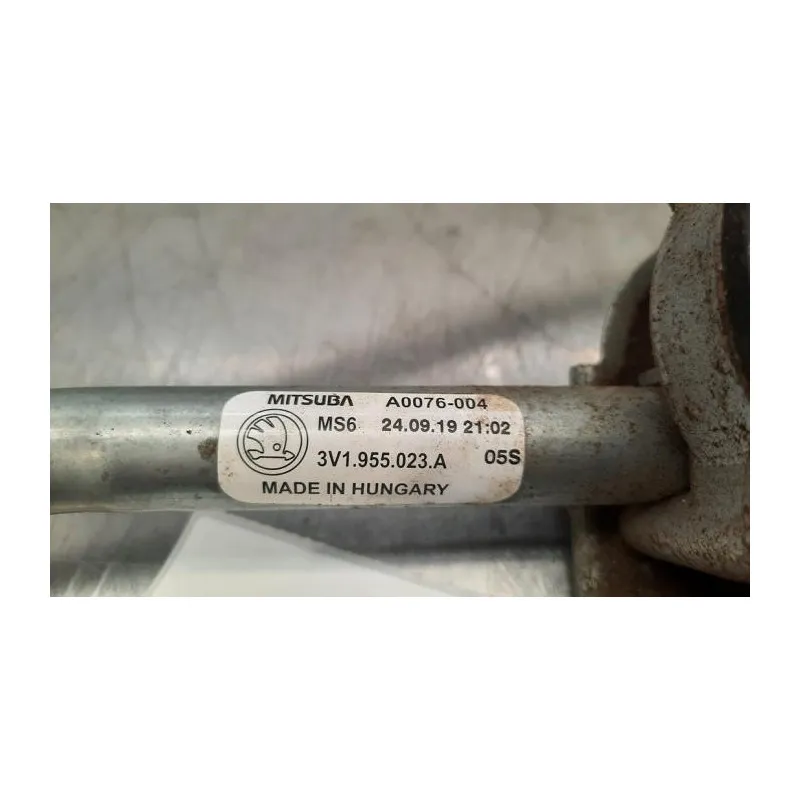 MITSUBA A0076-004
MS6 24.09.19 21:02
3V1.955.023.A 05S
MADE IN HUNGARY